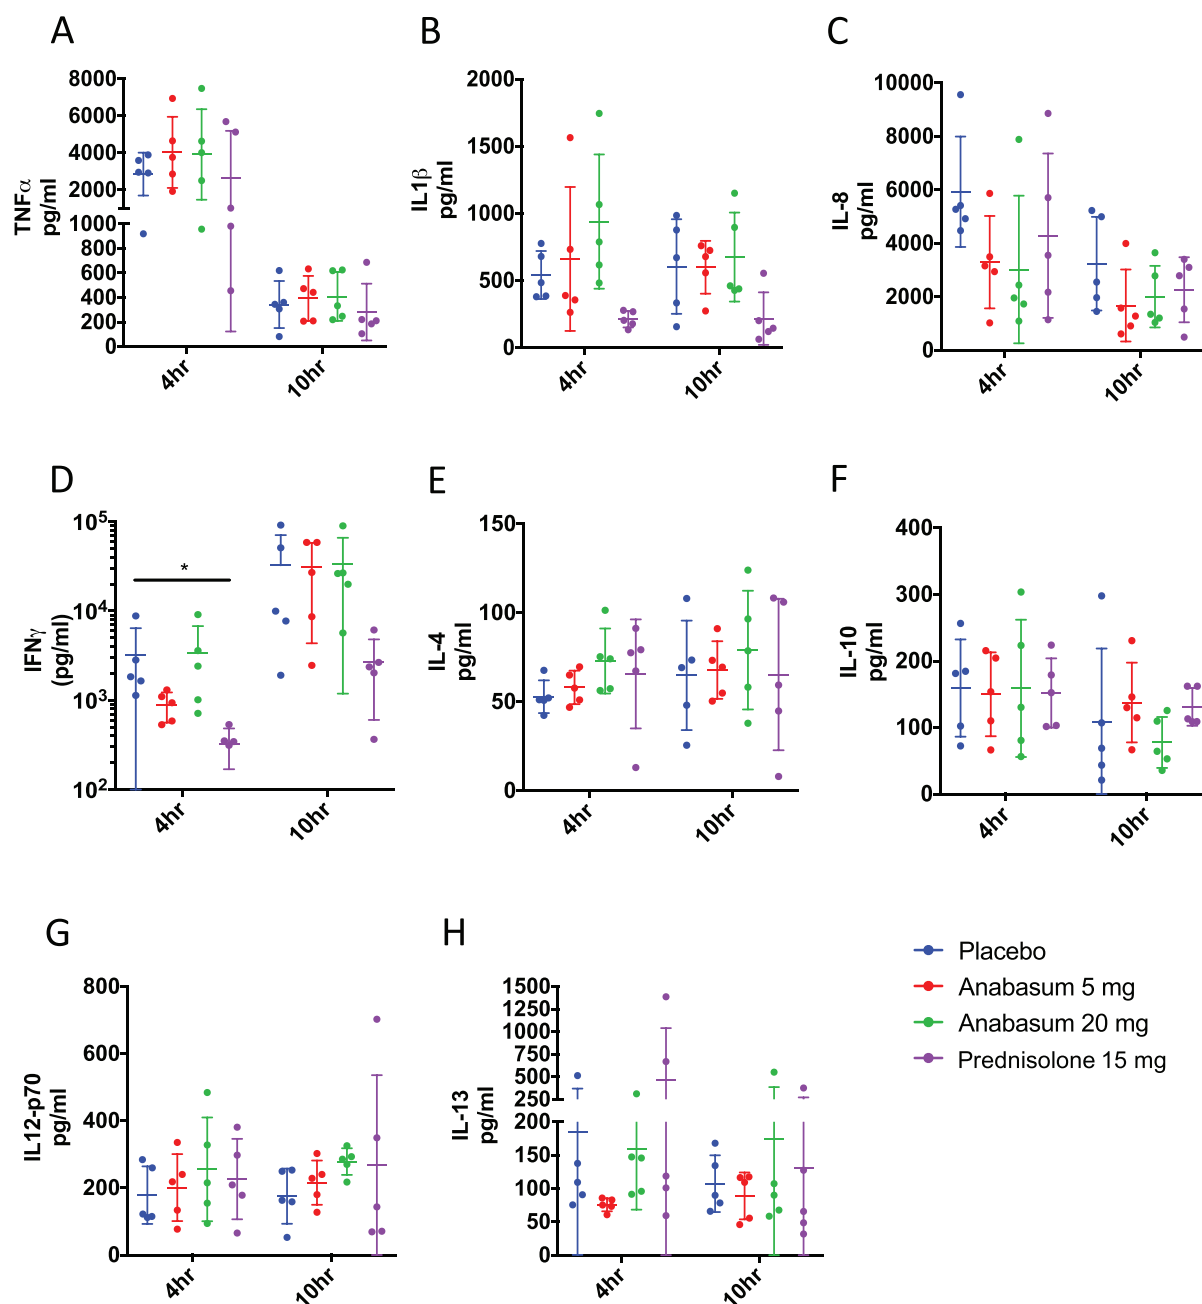 A
TNFα
pg/ml
8000
6000
4000
2000
1000
800
600
400
200
0
4hr
10hr
B
IL1β
pg/ml
2000
1500
1000
500
0
4hr
10hr
C
IL-8
pg/ml
10000
8000
6000
4000
2000
0
4hr
10hr
D
IFNγ
(pg/ml)
10⁵
10⁴
10³
10²
*
4hr
10hr
E
IL-4
pg/ml
150
100
50
0
4hr
10hr
F
IL-10
pg/ml
400
300
200
100
0
4hr
10hr
G
IL12-p70
pg/ml
800
600
400
200
0
4hr
10hr
H
IL-13
pg/ml
1500
1250
1000
750
500
250
200
150
100
50
0
4hr
10hr
Placebo
Anabasum 5 mg
Anabasum 20 mg
Prednisolone 15 mg